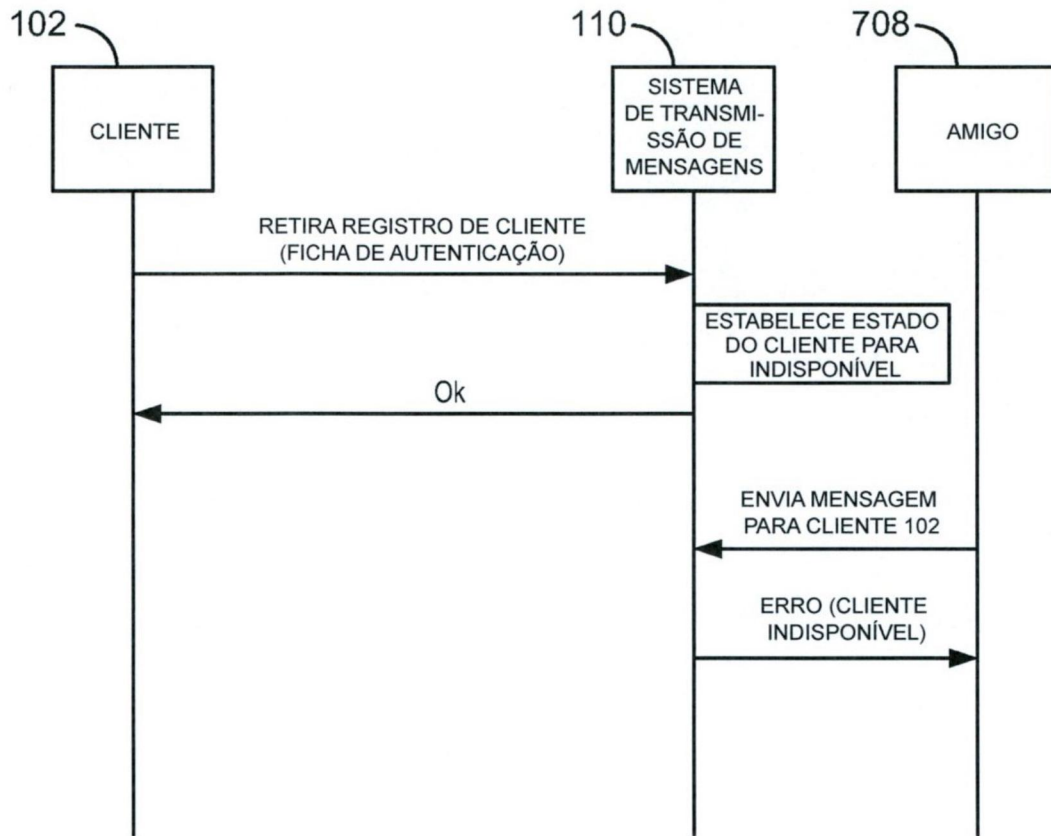 102
110
708
CLIENTE
SISTEMA
DE TRANSMI-
SSÃO DE
MENSAGENS
AMIGO
RETIRA REGISTRO DE CLIENTE
(FICHA DE AUTENTICAÇÃO)
ESTABELECE ESTADO
DO CLIENTE PARA
INDISPONÍVEL
Ok
ENVIA MENSAGEM
PARA CLIENTE 102
ERRO (CLIENTE
INDISPONÍVEL)